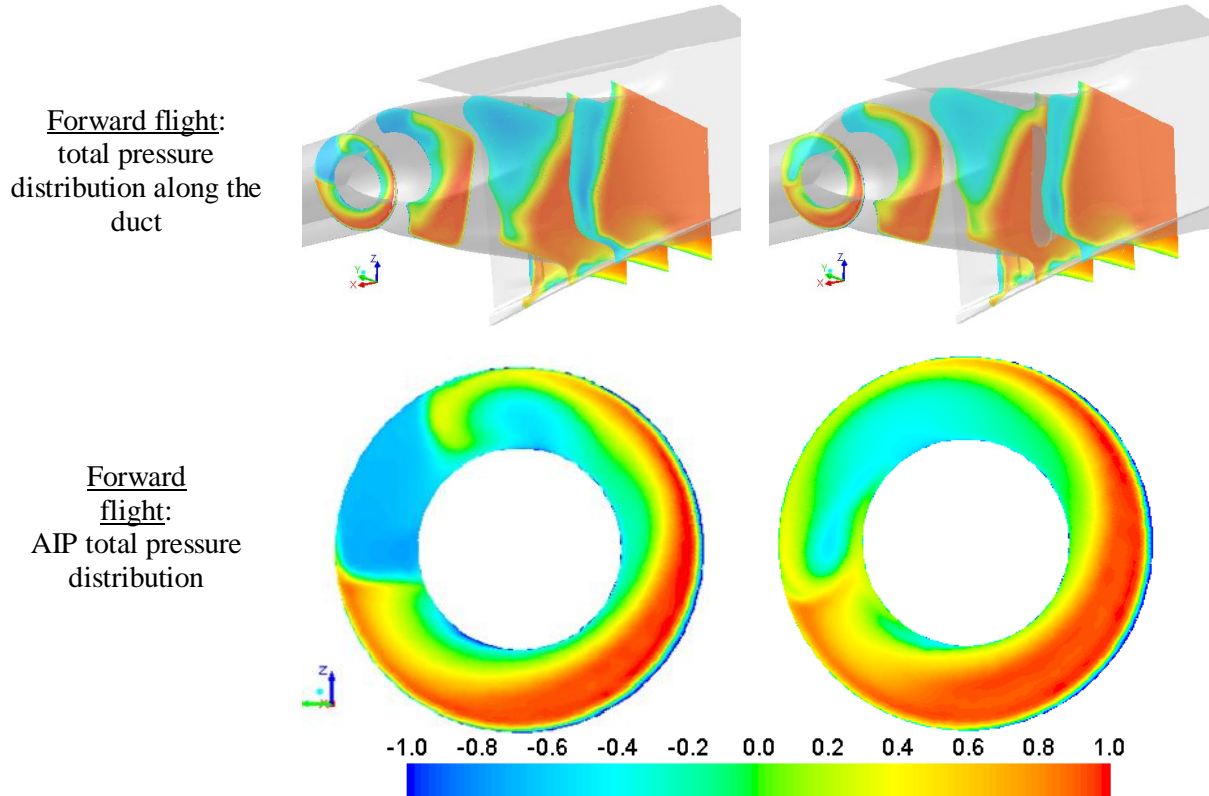 Forward flight:
total pressure
distribution along the
duct
Z
Y
X
Z
Y
X
Forward
flight:
AIP total pressure
distribution
Z
X
-1.0 -0.8 -0.6 -0.4 -0.2 0.0 0.2 0.4 0.6 0.8 1.0